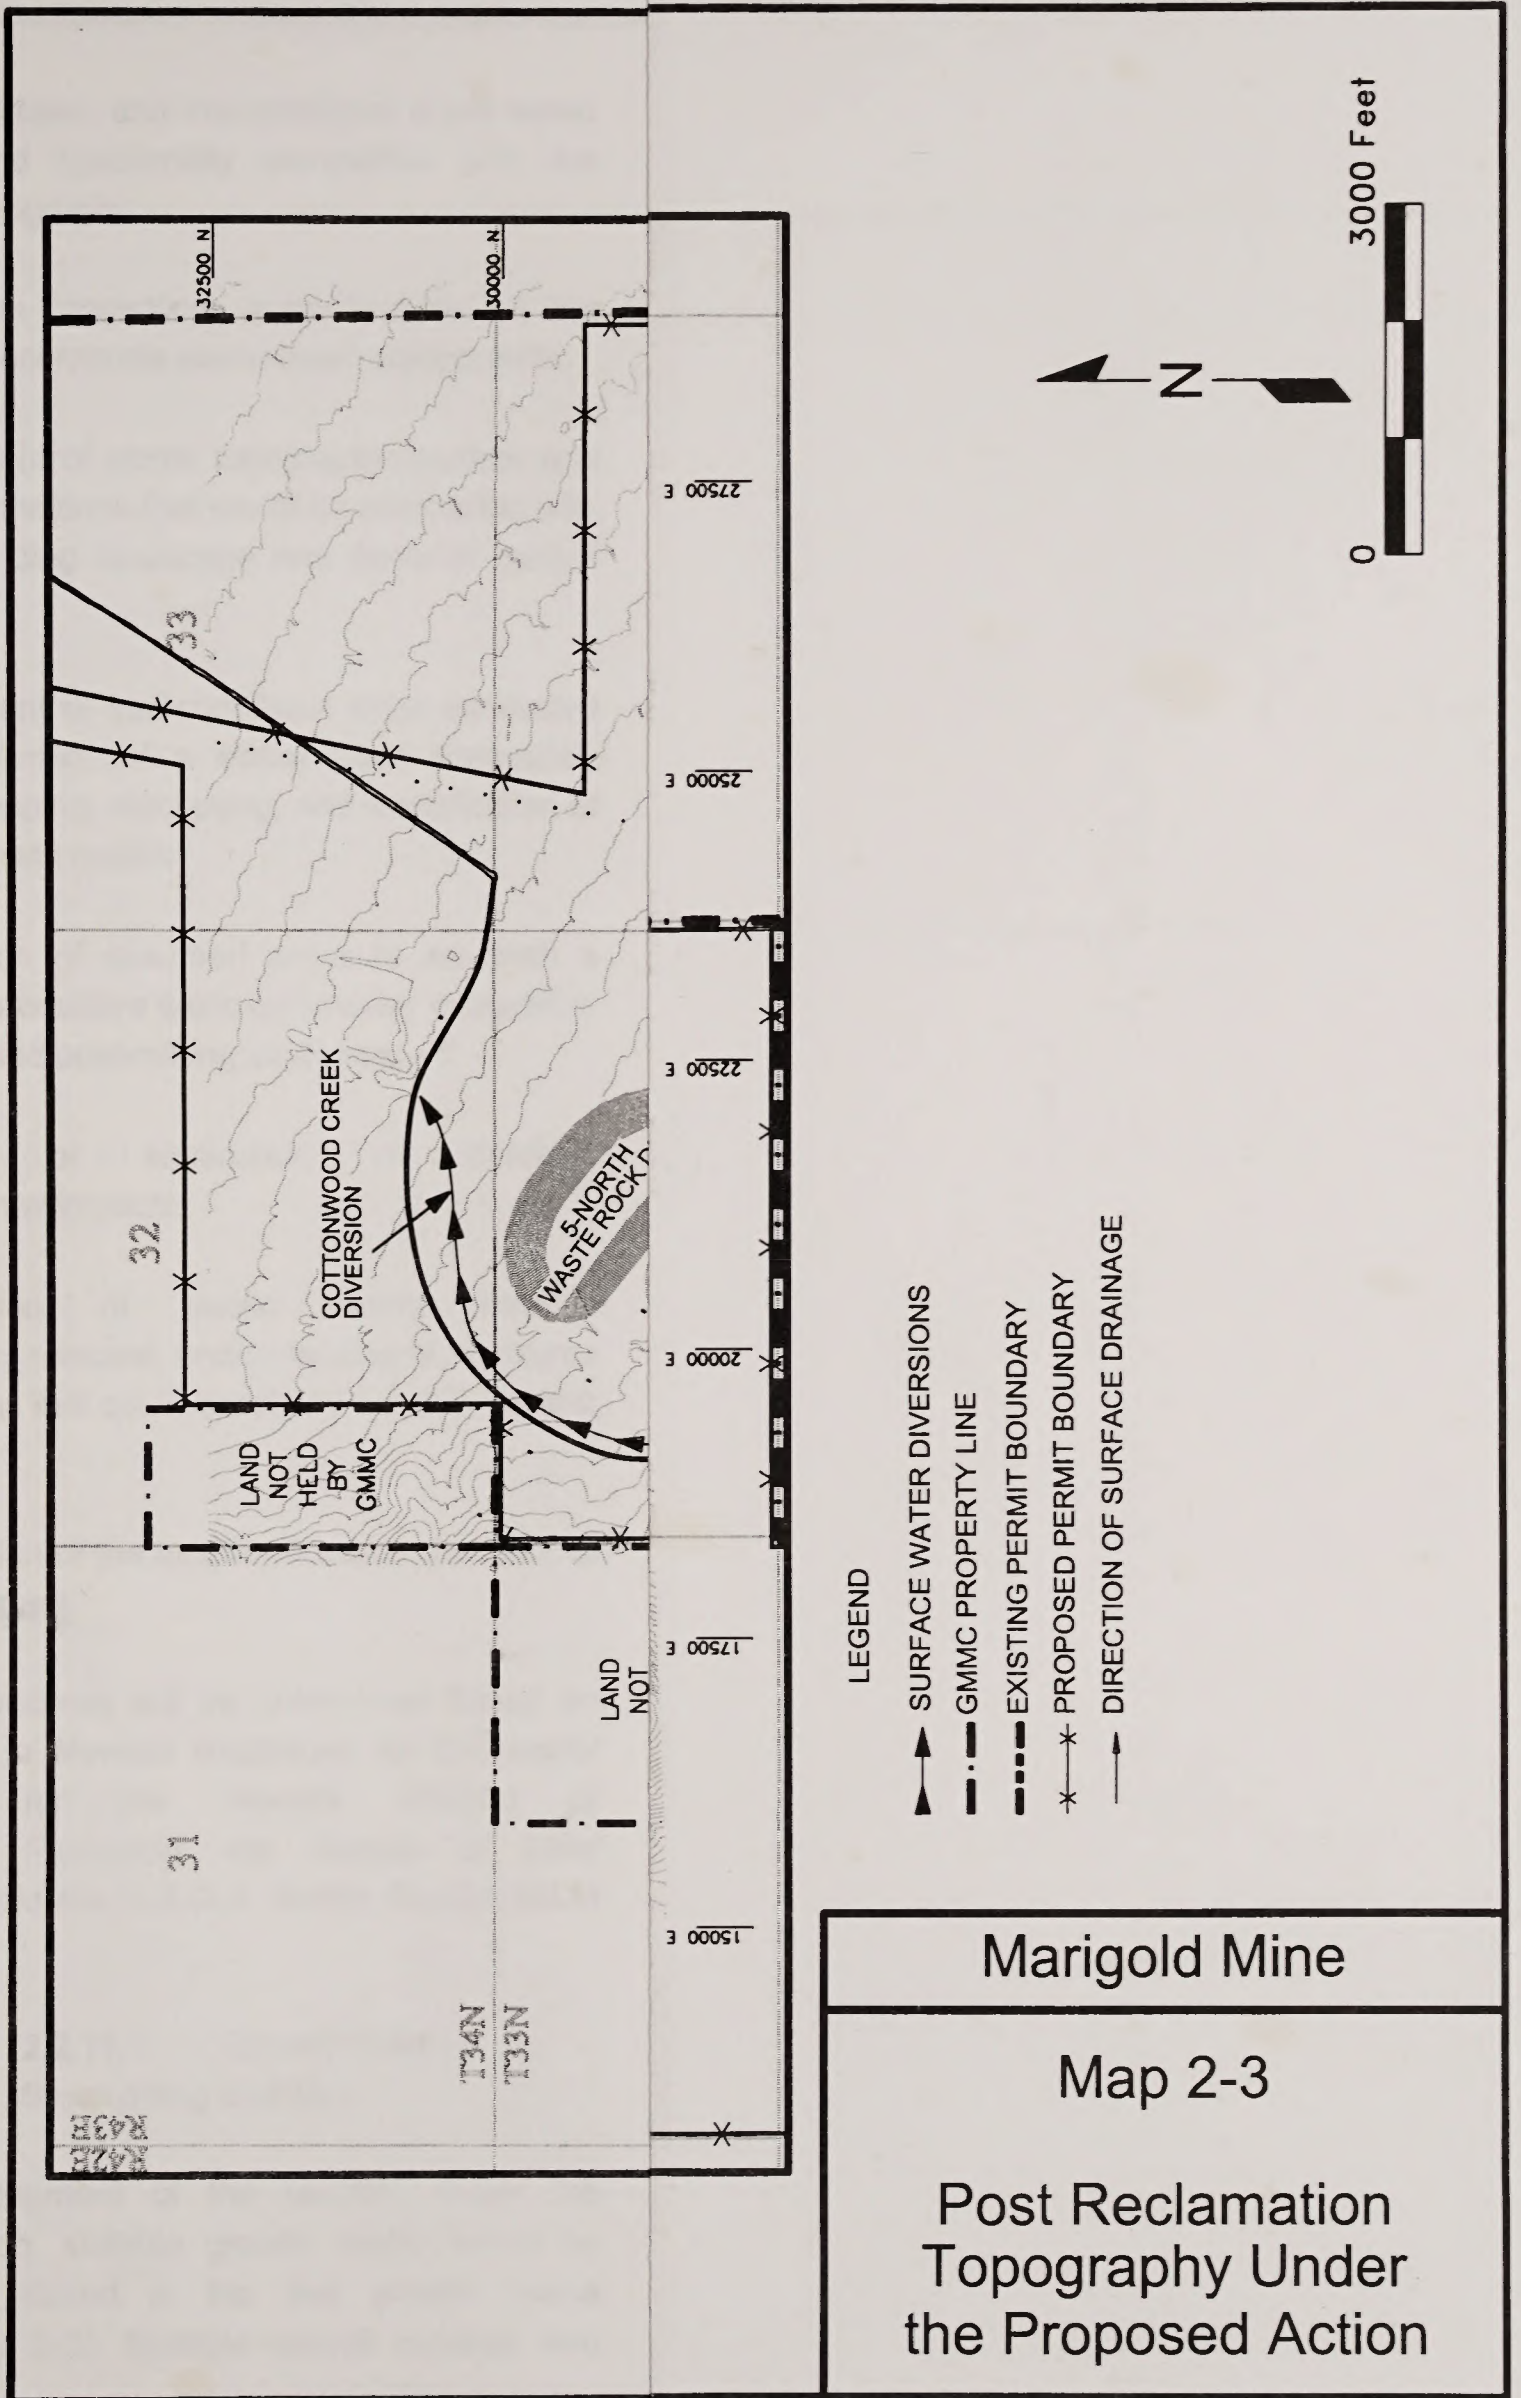 R42E
R43E
31
32
33
T34N
T33N
32500 N
30000 N
LAND
NOT
HELD
BY
GMMC
COTTONWOOD CREEK
DIVERSION
5-NORTH
WASTE ROCK D
LAND
NOT
15000 E
17500 E
20000 E
22500 E
25000 E
27500 E
LEGEND
SURFACE WATER DIVERSIONS
GMMC PROPERTY LINE
EXISTING PERMIT BOUNDARY
PROPOSED PERMIT BOUNDARY
DIRECTION OF SURFACE DRAINAGE
N
0
3000 Feet
Marigold Mine
Map 2-3
Post Reclamation
Topography Under
the Proposed Action